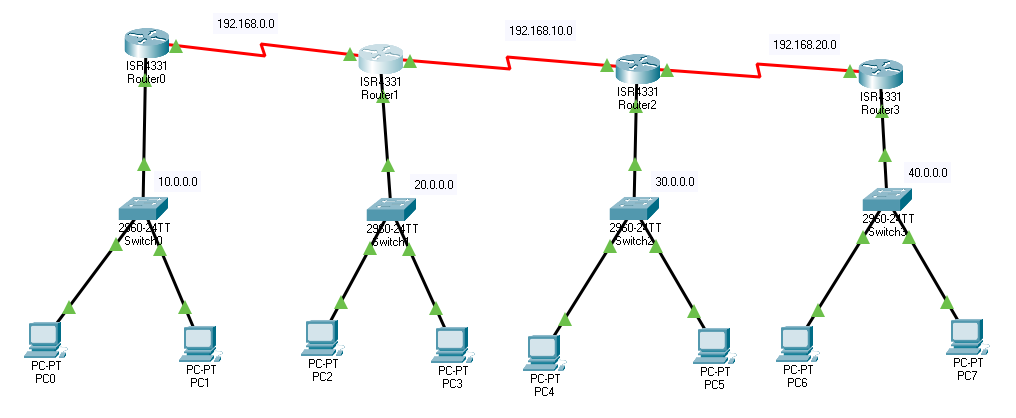 192.168.0.0
192.168.10.0
192.168.20.0
ISR4331
Router0
ISR4331
Router1
ISR4331
Router2
ISR4331
Router3
10.0.0.0
20.0.0.0
30.0.0.0
40.0.0.0
2960-24TT
Switch0
2960-24TT
Switch1
2960-24TT
Switch2
2960-24TT
Switch3
PC-PT
PC0
PC-PT
PC1
PC-PT
PC2
PC-PT
PC3
PC-PT
PC4
PC-PT
PC5
PC-PT
PC6
PC-PT
PC7